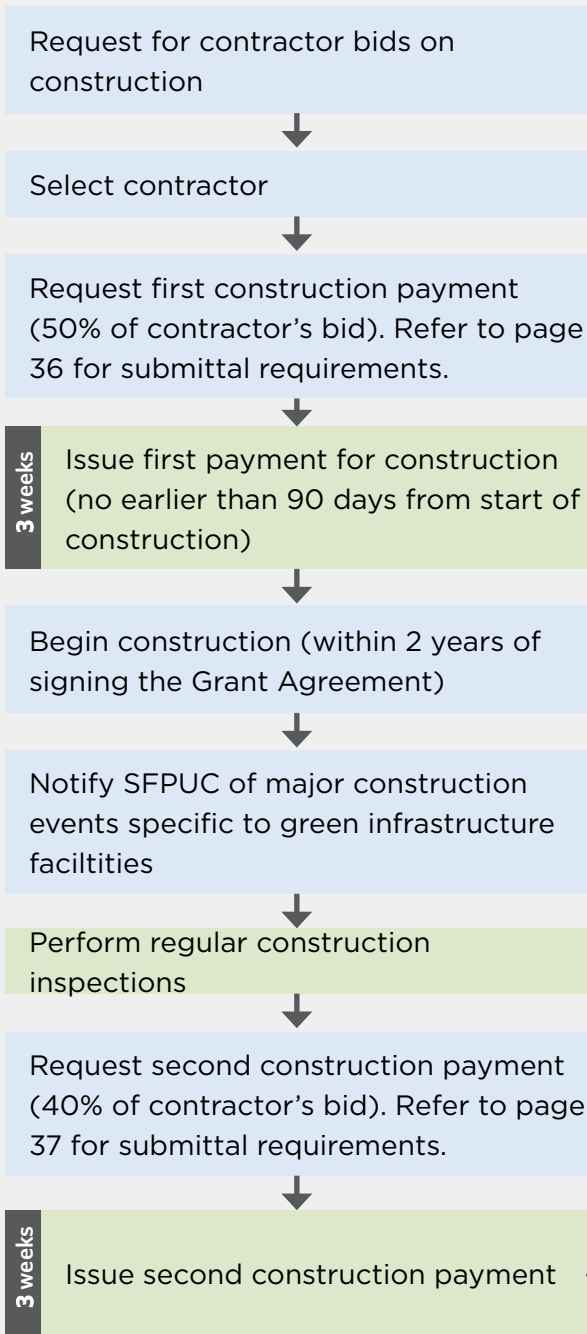 Request for contractor bids on
construction
Select contractor
Request first construction payment
(50% of contractor's bid). Refer to page
36 for submittal requirements.
3 weeks
Issue first payment for construction
(no earlier than 90 days from start of
construction)
Begin construction (within 2 years of
signing the Grant Agreement)
Notify SFPUC of major construction
events specific to green infrastructure
faciltities
Perform regular construction
inspections
Request second construction payment
(40% of contractor's bid). Refer to page
37 for submittal requirements.
3 weeks
Issue second construction payment